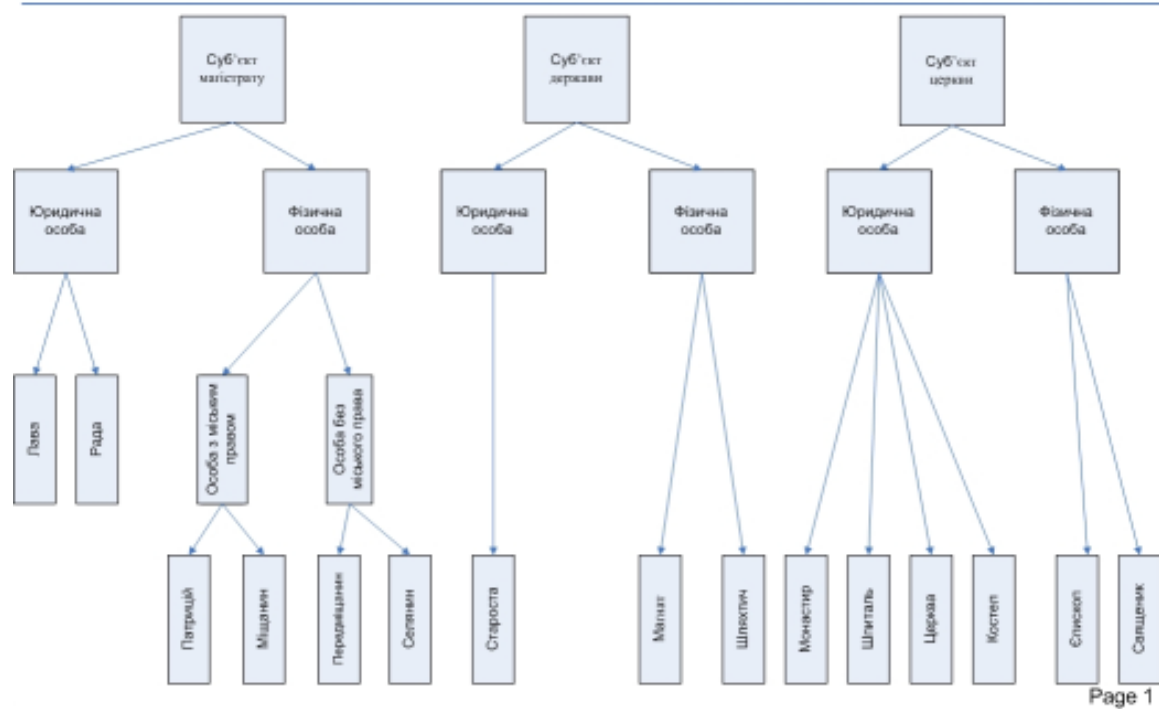 Суб’єкт
магістрату
Суб’єкт
держави
Суб’єкт
церкви
Юридична
особа
Фізична
особа
Юридична
особа
Фізична
особа
Юридична
особа
Фізична
особа
Лава
Рада
Особа з міським
правом
Особа без
міського права
Патрицій
Міщанин
Передміщанин
Селянин
Староста
Магнат
Шляхтич
Монастир
Шпиталь
Церква
Костел
Єпископ
Священик
Page 1